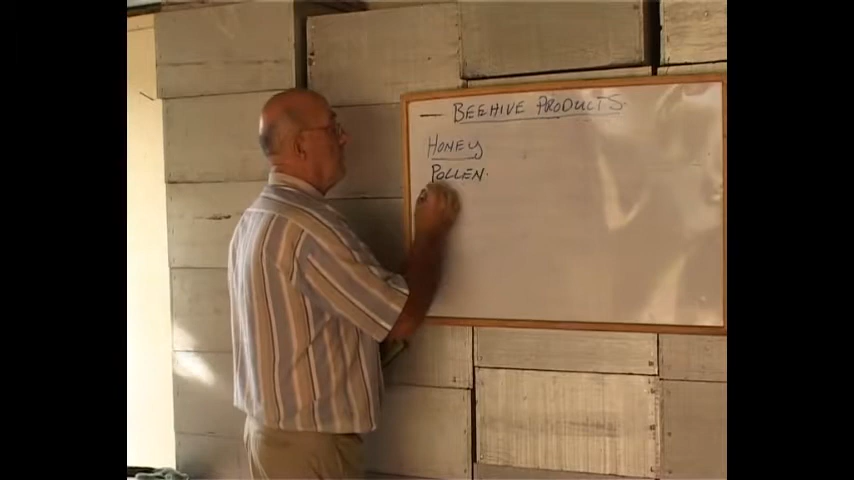 — BEEHIVE PRODUCTS.
HONEY
POLLEN.